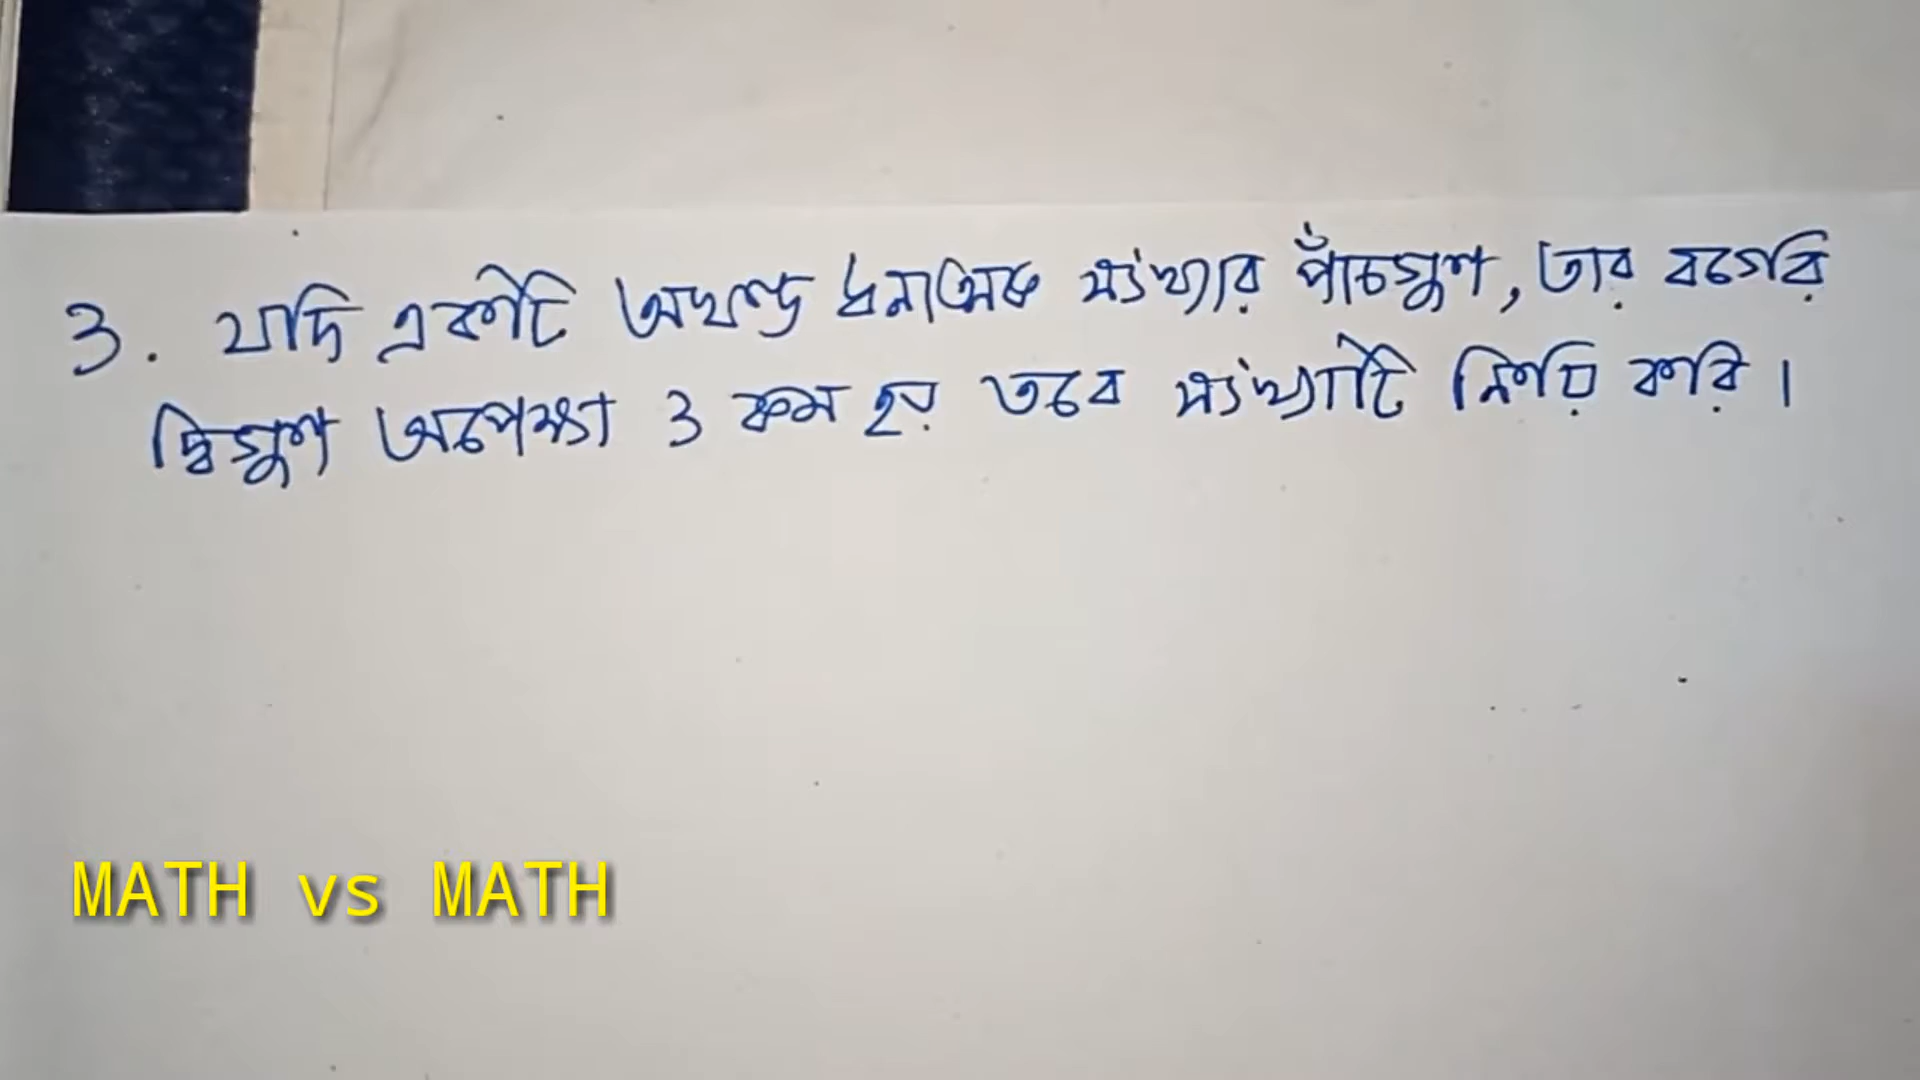 3. যদি একটি অখণ্ড ধনাত্মক সংখ্যার পাঁচগুণ, তার বর্গের
দ্বিগুণ অপেক্ষা 3 কম হয় তবে সংখ্যাটি নির্ণয় করি।
MATH vs MATH